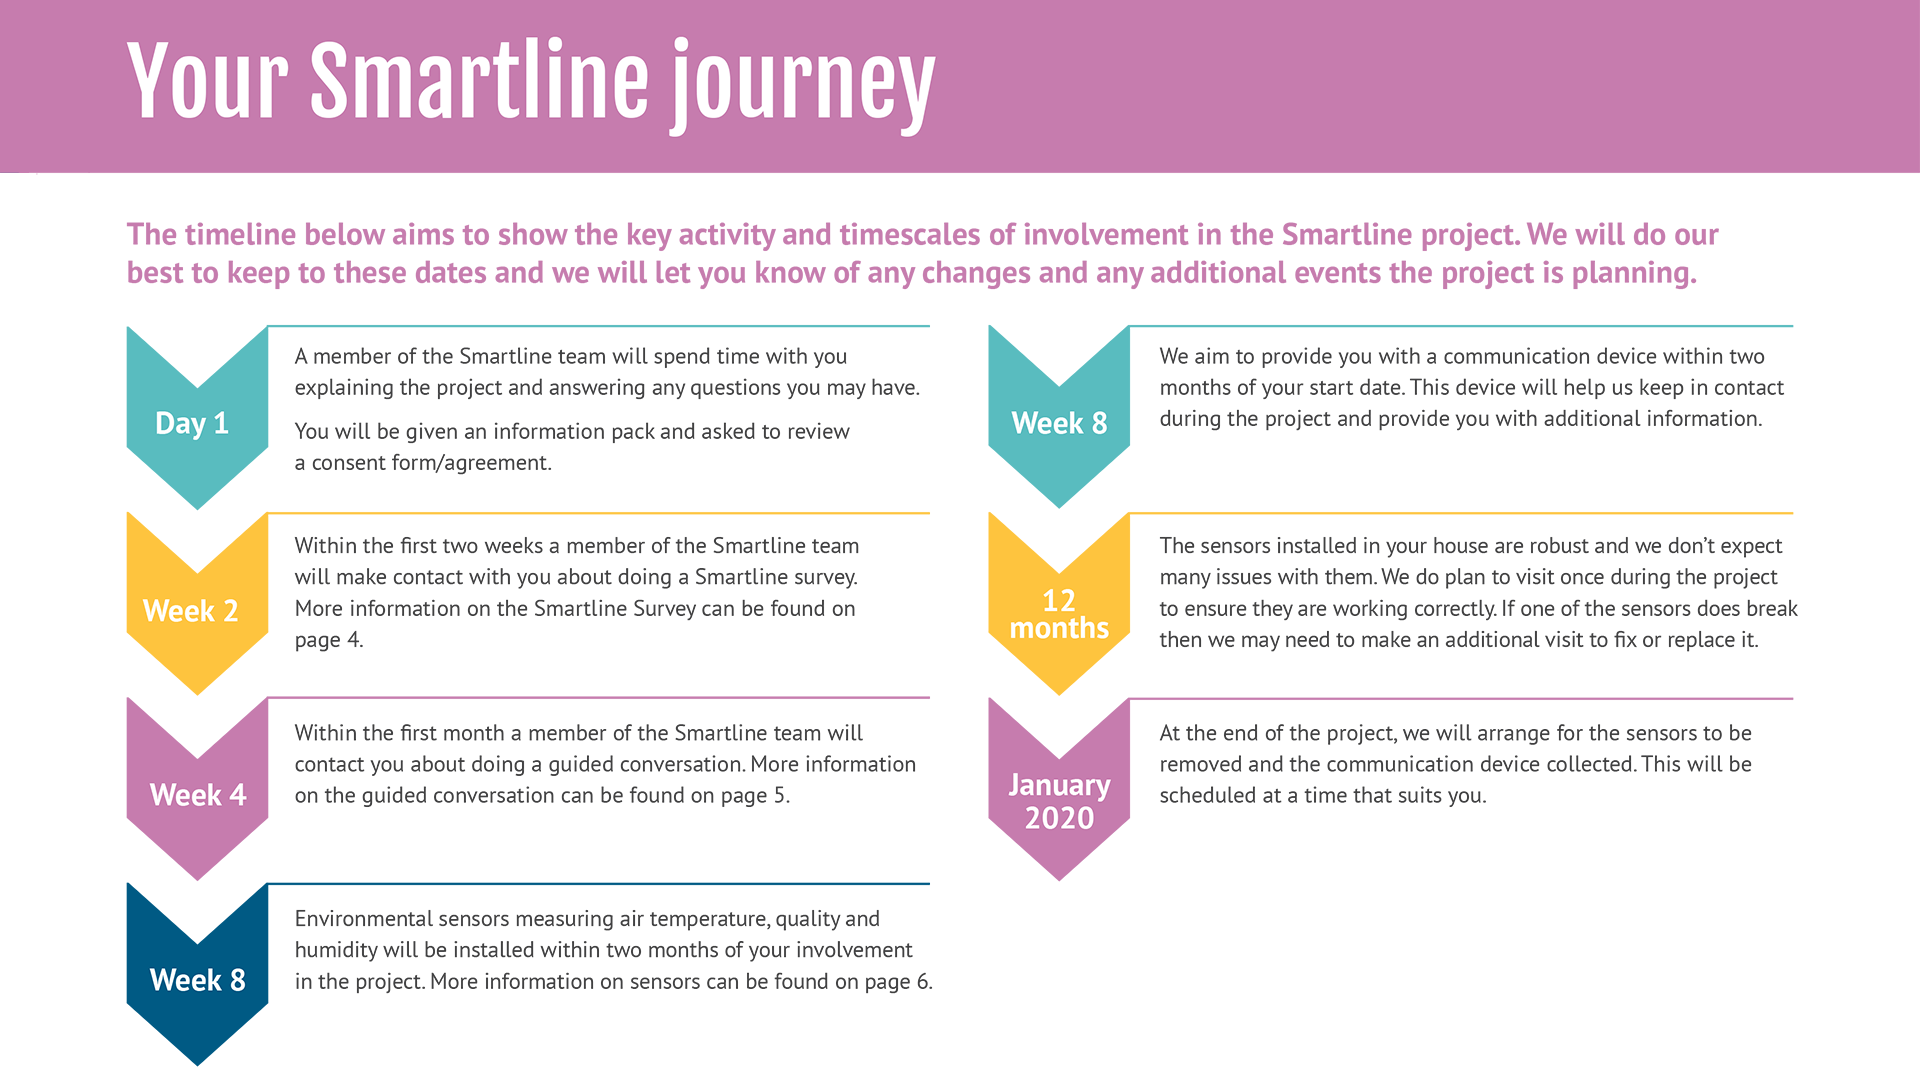 Your Smartline journey
The timeline below aims to show the key activity and timescales of involvement in the Smartline project. We will do our
best to keep to these dates and we will let you know of any changes and any additional events the project is planning.
Day 1
A member of the Smartline team will spend time with you
explaining the project and answering any questions you may have.
You will be given an information pack and asked to review
a consent form/agreement.
Week 2
Within the first two weeks a member of the Smartline team
will make contact with you about doing a Smartline survey.
More information on the Smartline Survey can be found on
page 4.
Week 4
Within the first month a member of the Smartline team will
contact you about doing a guided conversation. More information
on the guided conversation can be found on page 5.
Week 8
Environmental sensors measuring air temperature, quality and
humidity will be installed within two months of your involvement
in the project. More information on sensors can be found on page 6.
Week 8
We aim to provide you with a communication device within two
months of your start date. This device will help us keep in contact
during the project and provide you with additional information.
12
months
The sensors installed in your house are robust and we don’t expect
many issues with them. We do plan to visit once during the project
to ensure they are working correctly. If one of the sensors does break
then we may need to make an additional visit to fix or replace it.
January
2020
At the end of the project, we will arrange for the sensors to be
removed and the communication device collected. This will be
scheduled at a time that suits you.